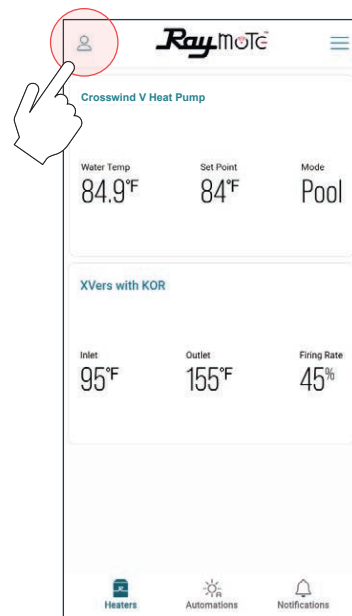 RayMOTE
Crosswind V Heat Pump
Water Temp Set Point Mode
84.9°F 84°F Pool
XVers with KOR
Inlet Outlet Firing Rate
95°F 155°F 45%
Heaters Automations Notifications